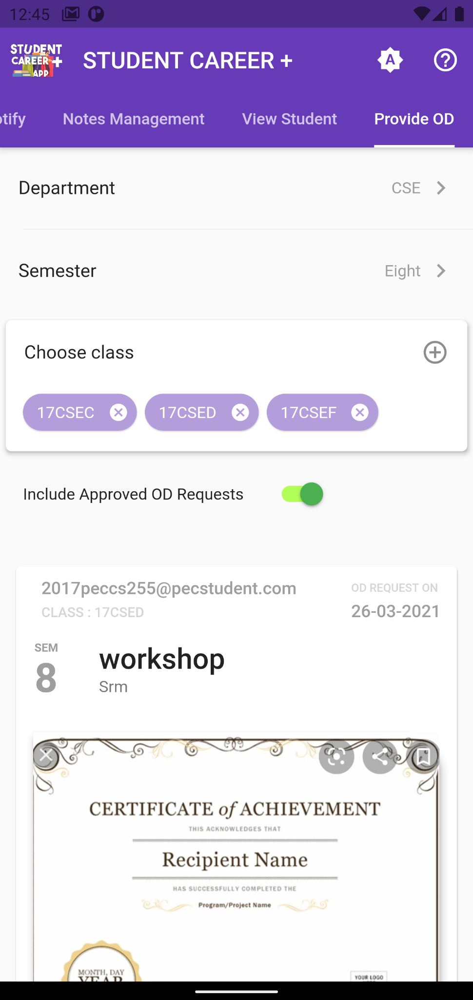 12:45
STUDENT
CAREER +
APP
STUDENT CAREER +
A
otify
Notes Management
View Student
Provide OD
Department
CSE
Semester
Eight
Choose class
17CSEC
17CSED
17CSEF
Include Approved OD Requests
2017peccs255@pecstudent.com
OD REQUEST ON
CLASS : 17CSED
26-03-2021
SEM
8
workshop
Srm
CERTIFICATE of ACHIEVEMENT
THIS ACKNOWLEDGES THAT
Recipient Name
HAS SUCCESSFULLY COMPLETED THE
Program/Project Name
MONTH, DAY
YEAR
YOUR LOGO